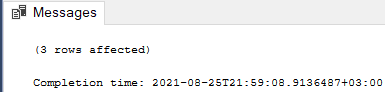 Messages
(3 rows affected)
Completion time: 2021-08-25T21:59:08.9136487+03:00